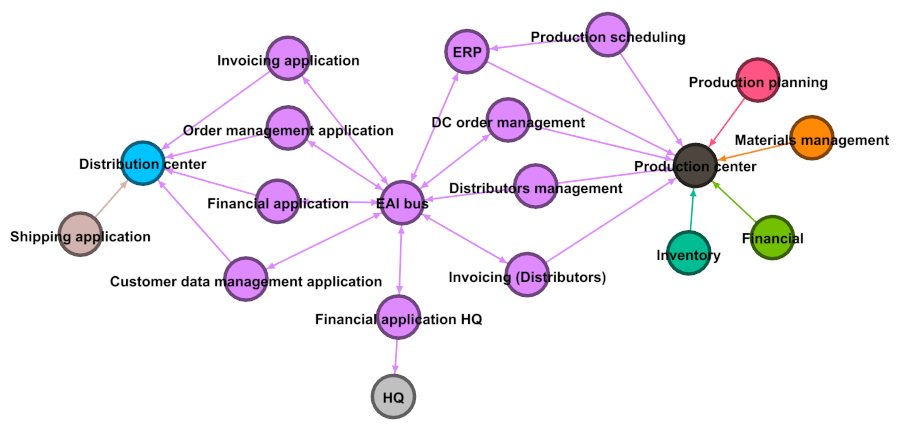 Production scheduling
ERP
Invoicing application
Production planning
DC order management
Order management application
Materials management
Distribution center
Production center
Distributors management
Financial application
EAI bus
Shipping application
Financial
Inventory
Customer data management application
Invoicing (Distributors)
Financial application HQ
HQ